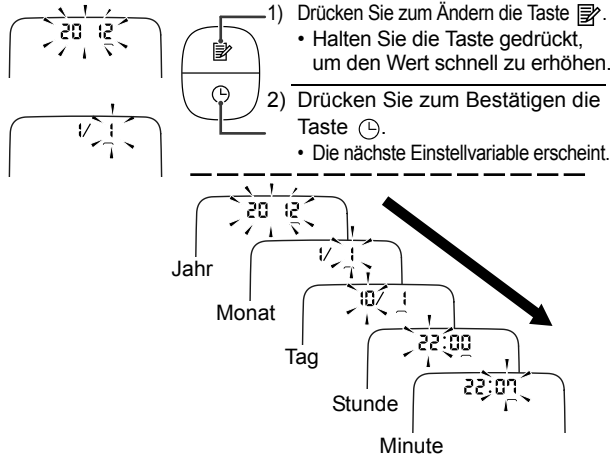 20 12
1) Drücken Sie zum Ändern die Taste .
• Halten Sie die Taste gedrückt,
um den Wert schnell zu erhöhen.
1/ 1
2) Drücken Sie zum Bestätigen die
Taste .
• Die nächste Einstellvariable erscheint.
20 12
Jahr
1/ 1
Monat
10/ 1
Tag
22:00
Stunde
22:07
Minute